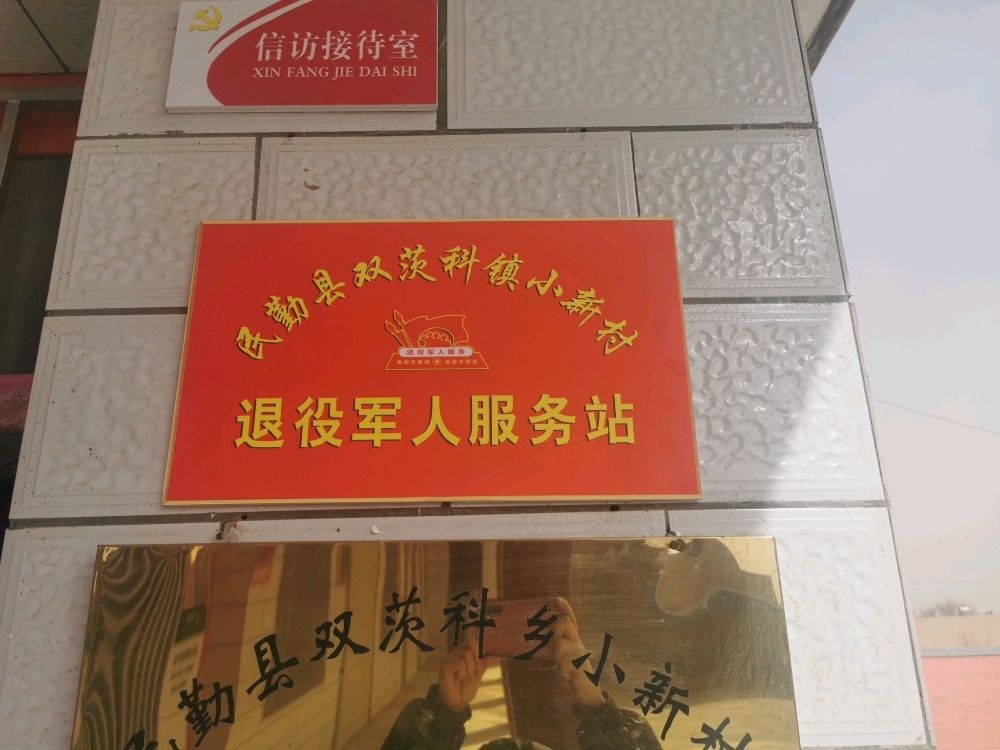 信访接待室
XIN FANG JIE DAI SHI
民勤县双茨科镇小新村
退役军人服务
退役军人服务站
民勤县双茨科乡小新村